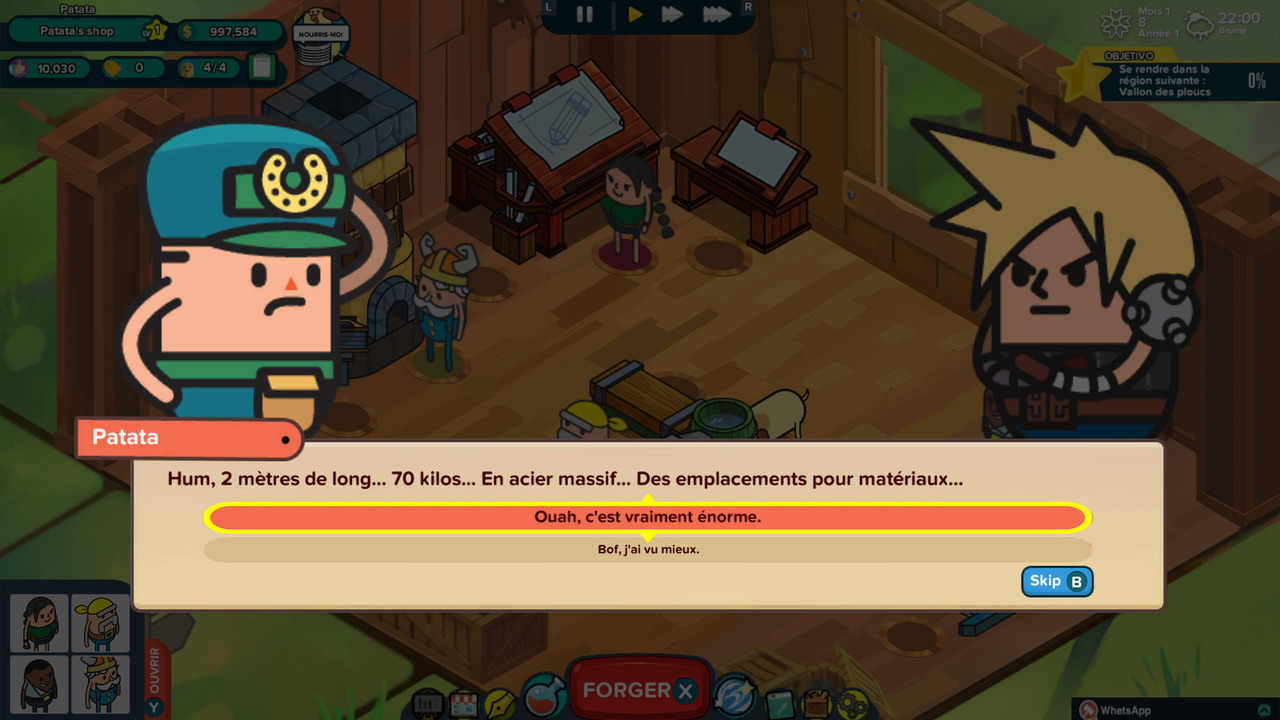 Patata
Patata's shop
LV 1
$ 997,584
NOURRIS-MOI
10,030
0
4/4
L
R
Mois 1
8
Année 1
22:00
Brume
OBJETIVO
Se rendre dans la
région suivante :
Vallon des ploucs
0%
Patata
Hum, 2 mètres de long... 70 kilos... En acier massif... Des emplacements pour matériaux...
Ouah, c'est vraiment énorme.
Bof, j'ai vu mieux.
Skip B
OUVRIR
Y
FORGER X
WhatsApp